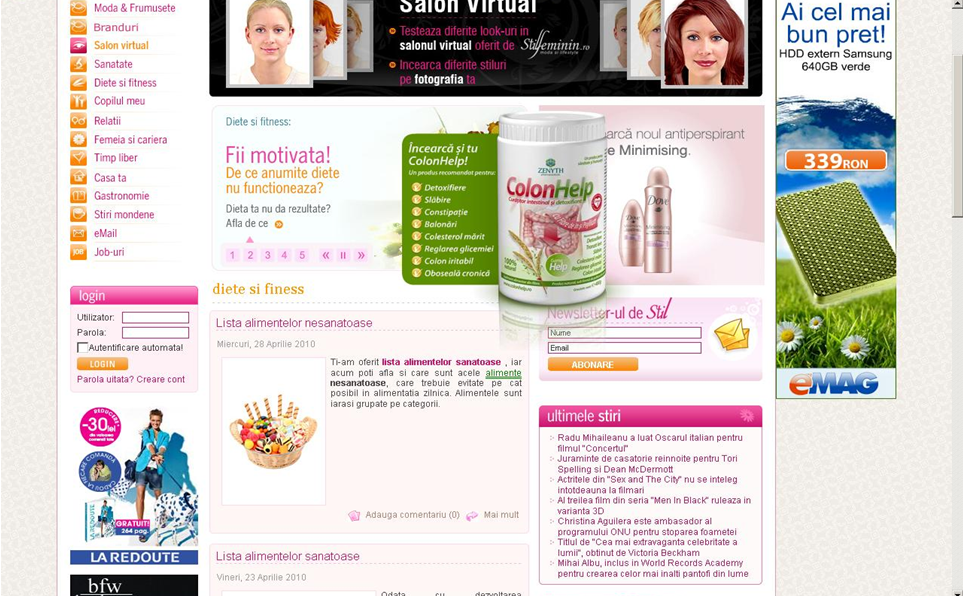 Moda & Frumusete
Branduri
Salon virtual
Sanatate
Diete si fitness
Copilul meu
Relatii
Femeia si cariera
Timp liber
Casa ta
Gastronomie
Stiri mondene
eMail
Job-uri
login
Utilizator:
Parola:
Autentificare automata!
LOGIN
Parola uitata? Creare cont
REDUCERE
-30 lei
GRATUIT!
264 pag.
LA REDOUTE
bfw
Salon Virtual
Testeaza diferite look-uri in
salonul virtual oferit de Stilfeminin.ro
Incearca diferite stiluri
pe fotografia ta
Diete si fitness:
Fii motivata!
De ce anumite diete
nu functioneaza?
Dieta ta nu da rezultate?
Afla de ce
1 2 3 4 5
Încearcă și tu
ColonHelp!
Un produs recomandat pentru:
Detoxifiere
Slăbire
Constipație
Balonări
Colesterol mărit
Reglarea glicemiei
Colon iritabil
Oboseală cronică
ZENYTH
ColonHelp
Help
arcă noul antiperspirant
e Minimising.
Dove
Dove
diete si finess
Lista alimentelor nesanatoase
Miercuri, 28 Aprilie 2010
Ti-am oferit lista alimentelor sanatoase , iar
acum poti afla si care sunt acele alimente
nesanatoase, care trebuie evitate pe cat
posibil in alimentatia zilnica. Alimentele sunt
iarasi grupate pe categorii.
Adauga comentariu (0) Mai mult
Lista alimentelor sanatoase
Vineri, 23 Aprilie 2010
Odata cu dezvoltarea
Newsletter-ul de Stil
Nume
Email
ABONARE
ultimele stiri
Radu Mihaileanu a luat Oscarul italian pentru
filmul "Concertul"
Juraminte de casatorie reinnoite pentru Tori
Spelling si Dean McDermott
Actritele din "Sex and The City" nu se inteleg
intotdeauna la filmari
Al treilea film din seria "Men In Black" ruleaza in
varianta 3D
Christina Aguilera este ambasador al
programului ONU pentru stoparea foametei
Titlul de "Cea mai extravaganta celebritate a
lumii", obtinut de Victoria Beckham
Mihai Albu, inclus in World Records Academy
pentru crearea celor mai inalti pantofi din lume
Ai cel mai
bun pret!
HDD extern Samsung
640GB verde
339 RON
eMAG